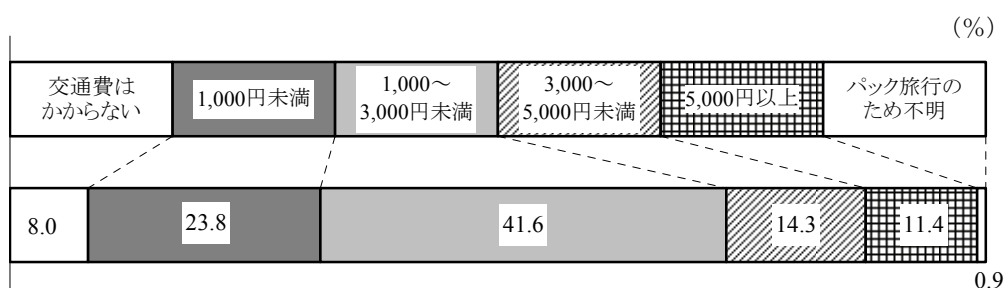 (%)
交通費は
かからない
1,000円未満
1,000〜
3,000円未満
3,000〜
5,000円未満
5,000円以上
パック旅行の
ため不明
8.0
23.8
41.6
14.3
11.4
0.9